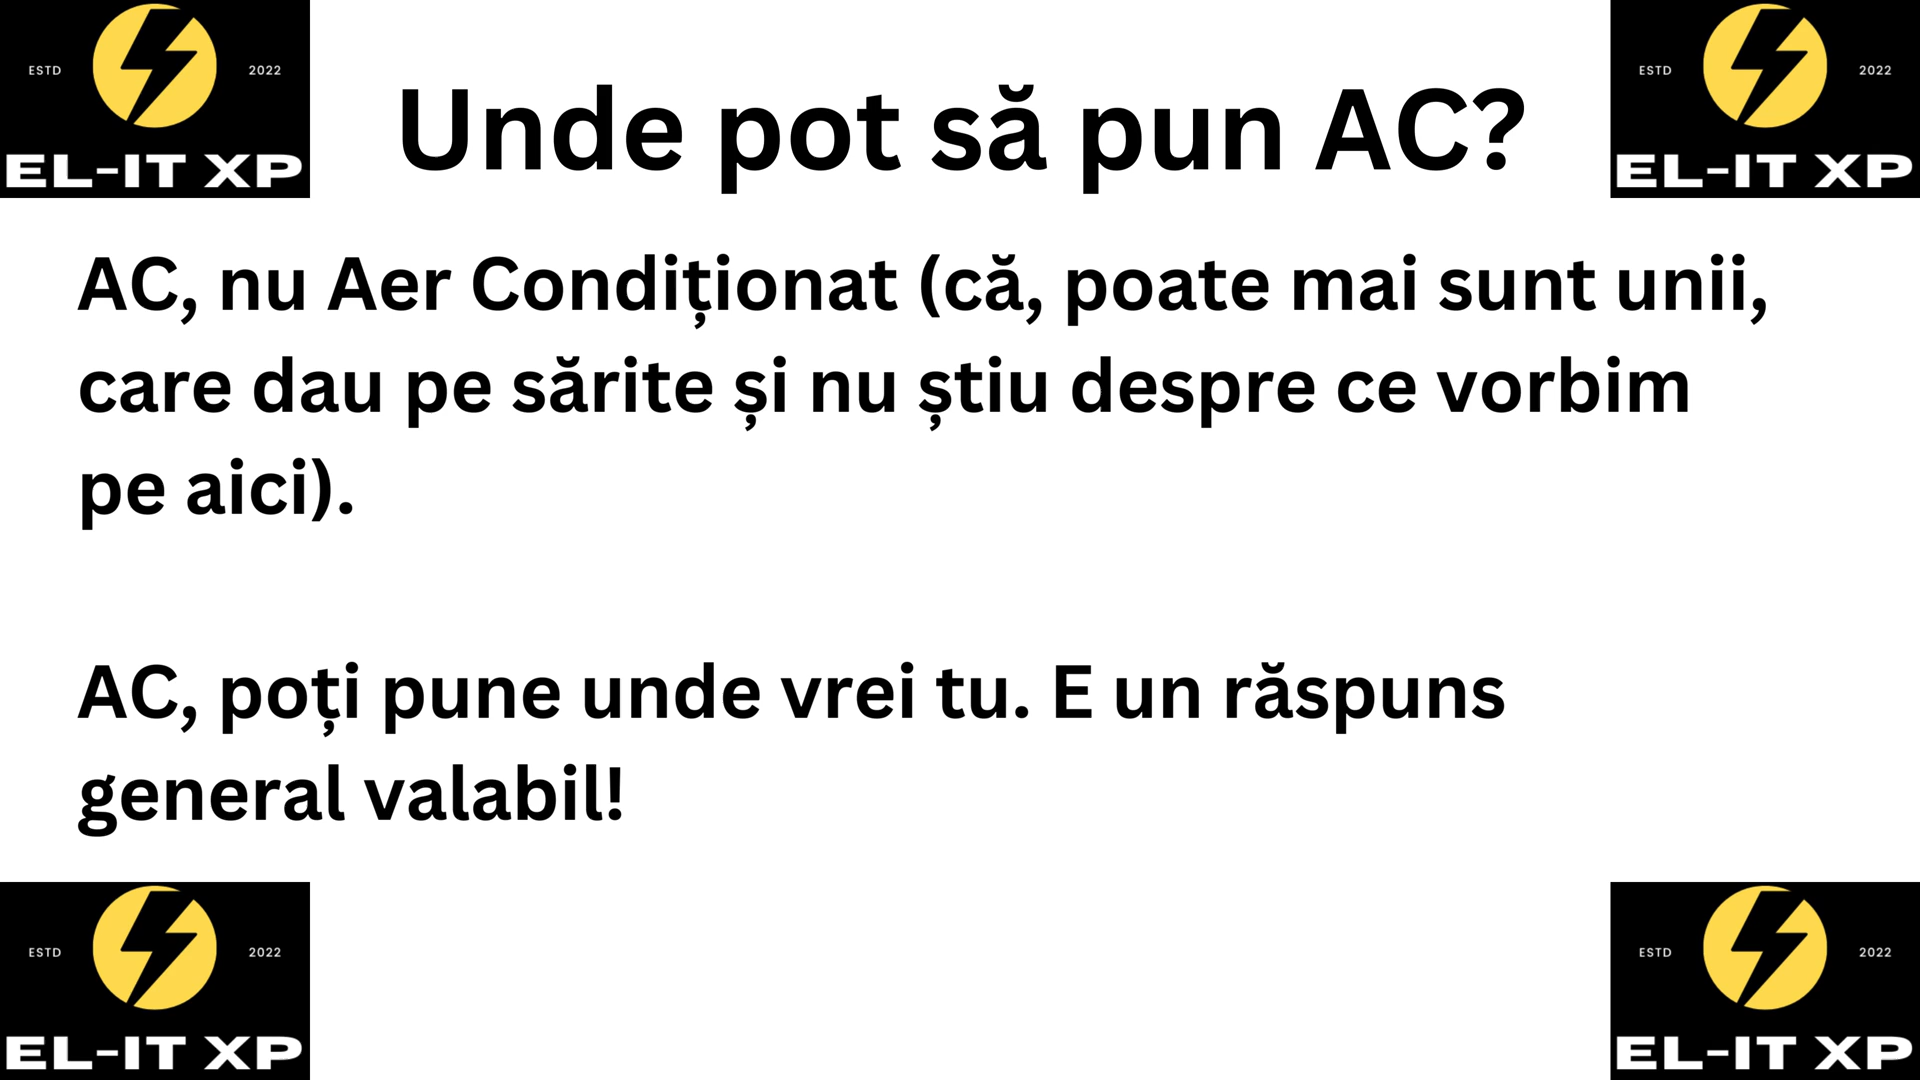 ESTD 2022
EL-IT XP
ESTD 2022
EL-IT XP
Unde pot să pun AC?
AC, nu Aer Condiționat (că, poate mai sunt unii,
care dau pe sărite și nu știu despre ce vorbim
pe aici).
AC, poți pune unde vrei tu. E un răspuns
general valabil!
ESTD 2022
EL-IT XP
ESTD 2022
EL-IT XP